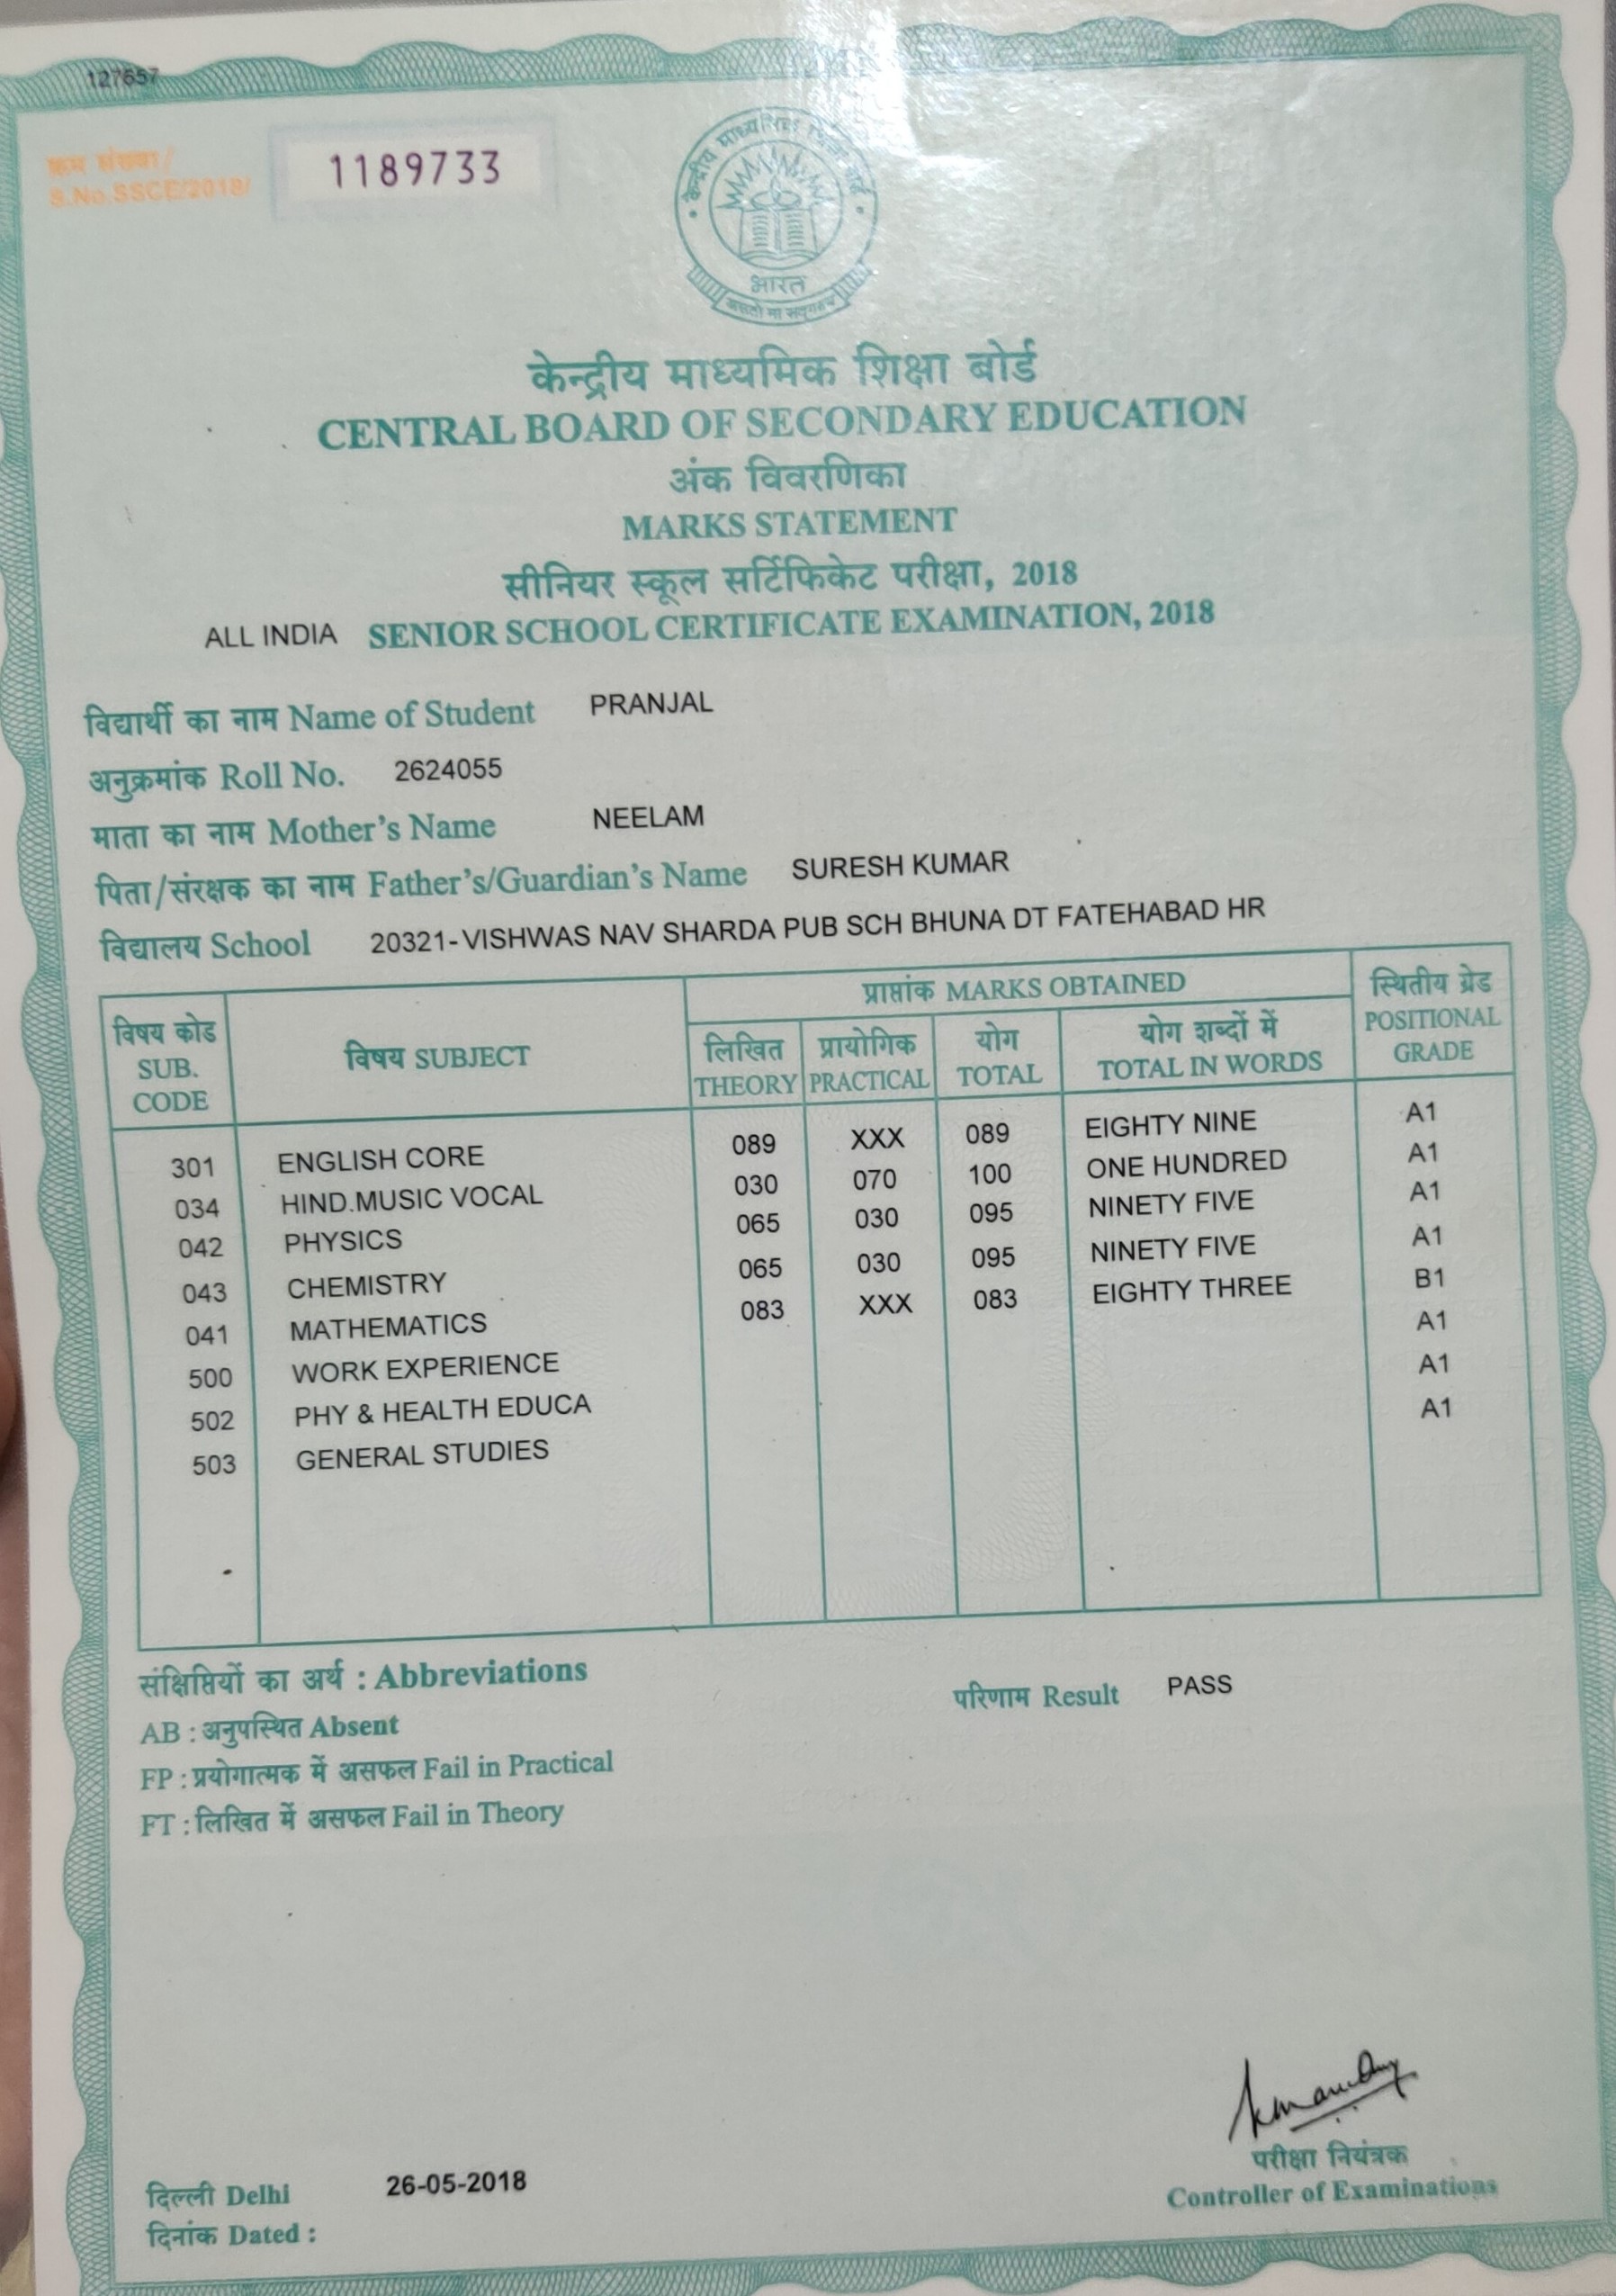 127657
क्रम संख्या/
S.No.SSCE/2018/
1189733
केन्द्रीय माध्यमिक शिक्षा बोर्ड
भारत
असतो मा सद्गमय
केन्द्रीय माध्यमिक शिक्षा बोर्ड
CENTRAL BOARD OF SECONDARY EDUCATION
अंक विवरणिका
MARKS STATEMENT
सीनियर स्कूल सर्टिफिकेट परीक्षा, 2018
ALL INDIA SENIOR SCHOOL CERTIFICATE EXAMINATION, 2018
विद्यार्थी का नाम Name of Student PRANJAL
अनुक्रमांक Roll No. 2624055
माता का नाम Mother's Name NEELAM
पिता/संरक्षक का नाम Father's/Guardian's Name SURESH KUMAR
विद्यालय School 20321- VISHWAS NAV SHARDA PUB SCH BHUNA DT FATEHABAD HR
विषय कोड
SUB.
CODE
विषय SUBJECT
प्राप्तांक MARKS OBTAINED
लिखित
THEORY
प्रायोगिक
PRACTICAL
योग
TOTAL
योग शब्दों में
TOTAL IN WORDS
स्थितीय ग्रेड
POSITIONAL
GRADE
301 ENGLISH CORE 089 XXX 089 EIGHTY NINE A1
034 HIND.MUSIC VOCAL 030 070 100 ONE HUNDRED A1
042 PHYSICS 065 030 095 NINETY FIVE A1
043 CHEMISTRY 065 030 095 NINETY FIVE A1
041 MATHEMATICS 083 XXX 083 EIGHTY THREE B1
500 WORK EXPERIENCE A1
502 PHY & HEALTH EDUCA A1
503 GENERAL STUDIES A1
संक्षिप्तियों का अर्थ : Abbreviations
परिणाम Result PASS
AB : अनुपस्थित Absent
FP : प्रयोगात्मक में असफल Fail in Practical
FT : लिखित में असफल Fail in Theory
परीक्षा नियंत्रक
Controller of Examinations
दिल्ली Delhi 26-05-2018
दिनांक Dated :